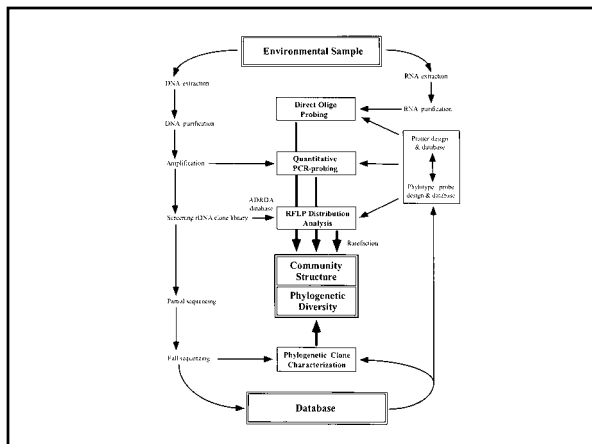 Environmental Sample
DNA extraction
RNA extraction
Direct Oligo
Probing
RNA purification
DNA purification
Primer design
& database
Quantitative
PCR-probing
Amplification
Phylotype probe
design & database
ADRDA
database
RFLP Distribution
Analysis
Screening rDNA clone library
Rarefaction
Community
Structure
Phylogenetic
Diversity
Partial sequencing
Full sequencing
Phylogenetic Clone
Characterization
Database